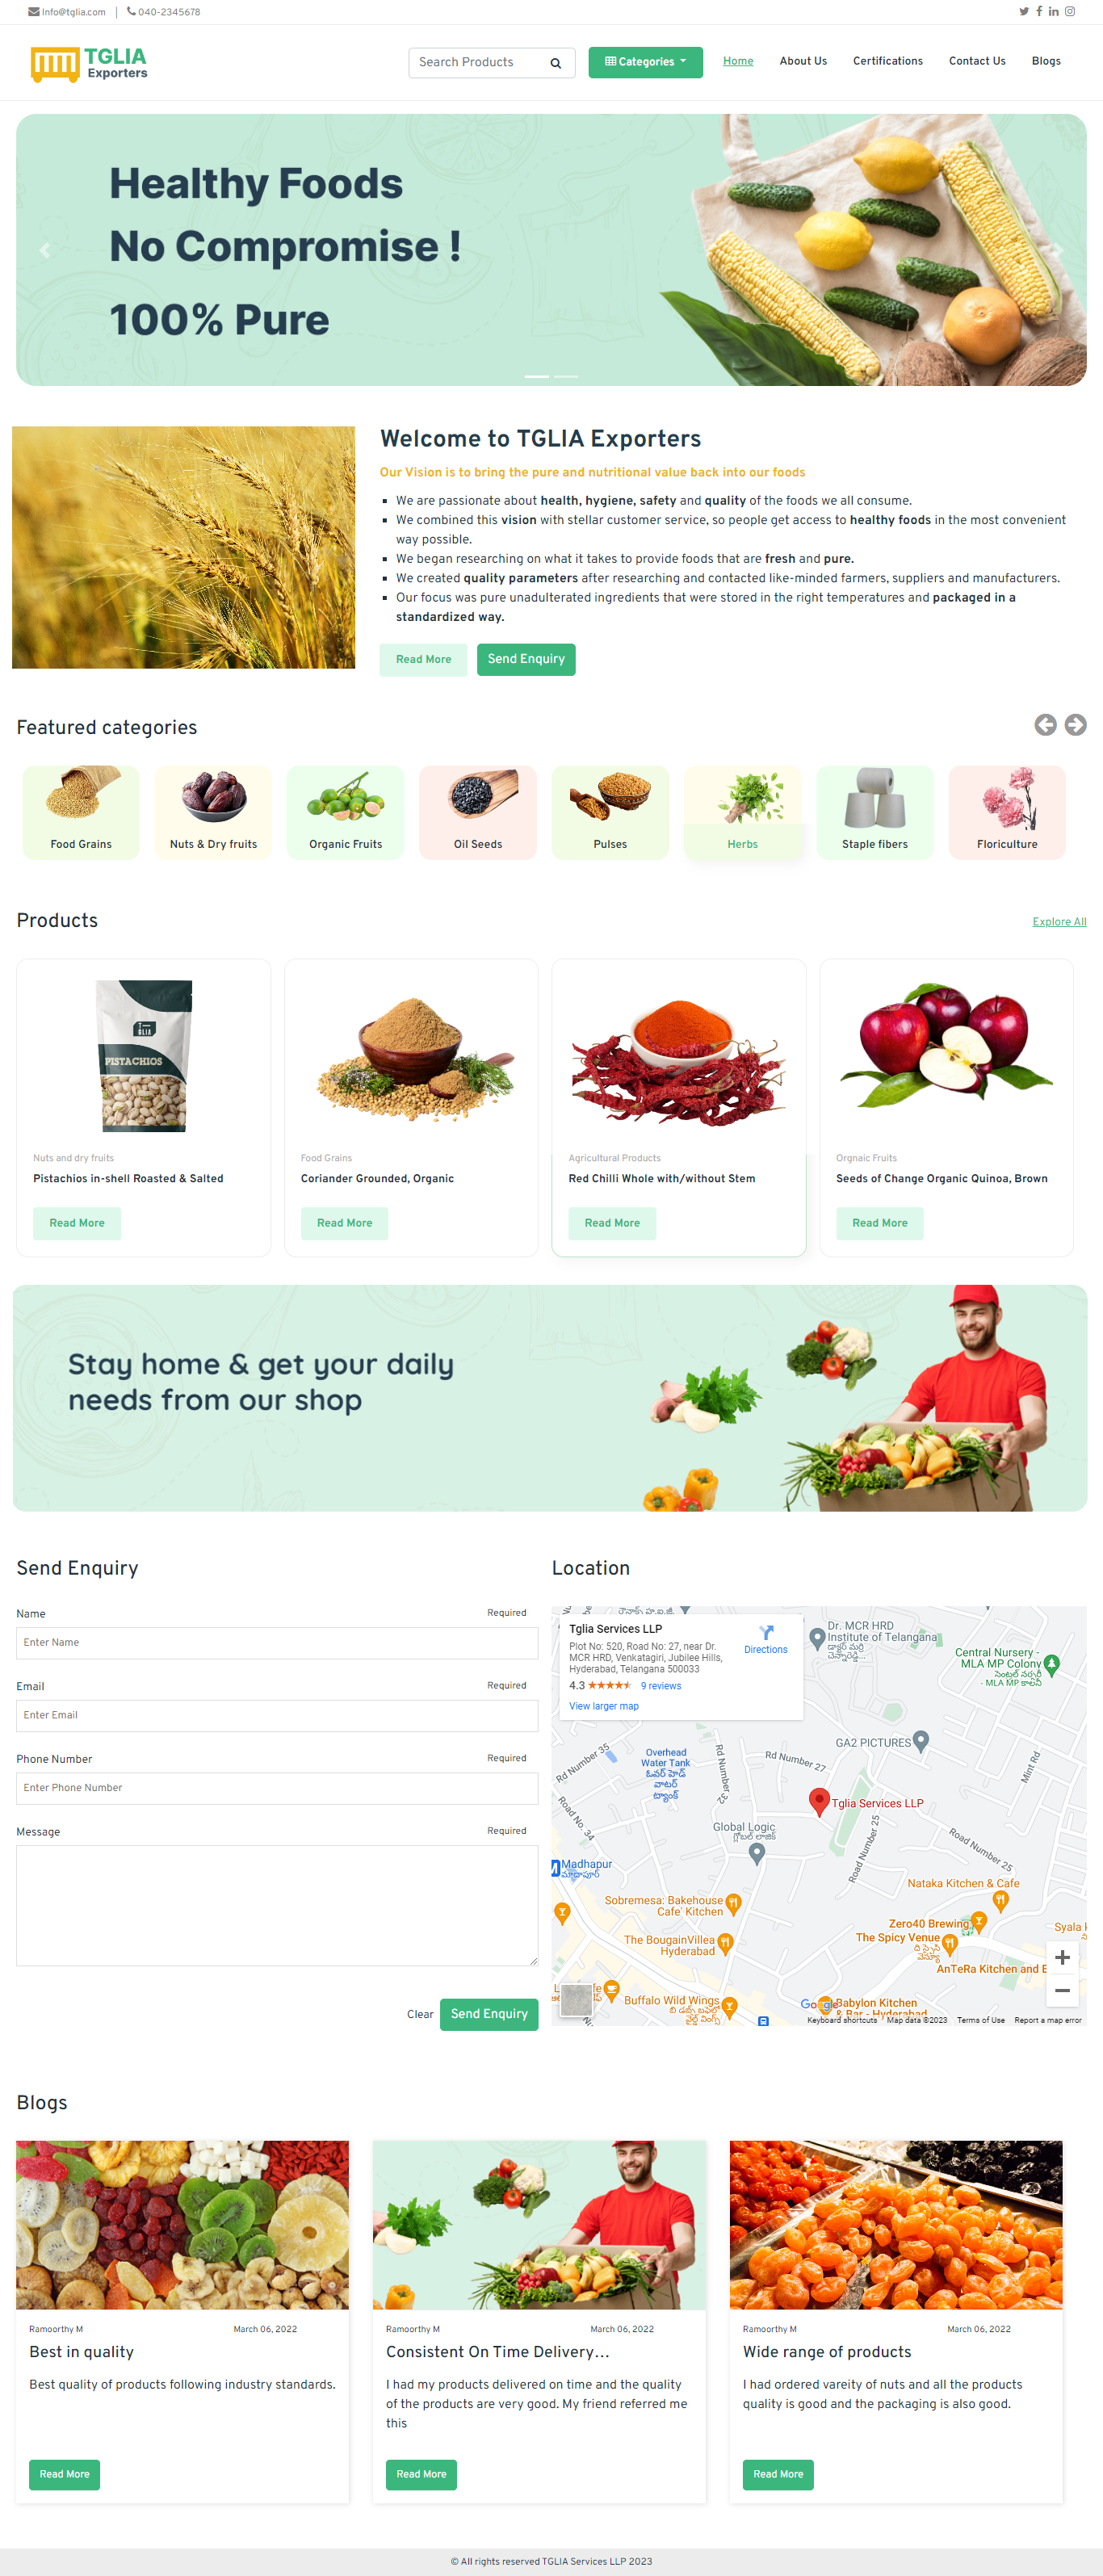 Info@tglia.com | 040-2345678
TGLIA
Exporters
Search Products
Categories
Home
About Us
Certifications
Contact Us
Blogs
Healthy Foods
No Compromise !
100% Pure
Welcome to TGLIA Exporters
Our Vision is to bring the pure and nutritional value back into our foods
We are passionate about health, hygiene, safety and quality of the foods we all consume.
We combined this vision with stellar customer service, so people get access to healthy foods in the most convenient
way possible.
We began researching on what it takes to provide foods that are fresh and pure.
We created quality parameters after researching and contacted like-minded farmers, suppliers and manufacturers.
Our focus was pure unadulterated ingredients that were stored in the right temperatures and packaged in a
standardized way.
Read More
Send Enquiry
Featured categories
Food Grains
Nuts & Dry fruits
Organic Fruits
Oil Seeds
Pulses
Herbs
Staple fibers
Floriculture
Products
Explore All
PISTACHIOS
Nuts and dry fruits
Pistachios in-shell Roasted & Salted
Read More
Food Grains
Coriander Grounded, Organic
Read More
Agricultural Products
Red Chilli Whole with/without Stem
Read More
Orgnaic Fruits
Seeds of Change Organic Quinoa, Brown
Read More
Stay home & get your daily
needs from our shop
Send Enquiry
Name
Required
Enter Name
Email
Required
Enter Email
Phone Number
Required
Enter Phone Number
Message
Required
Clear
Send Enquiry
Location
Tglia Services LLP
Plot No: 520, Road No: 27, near Dr.
MCR HRD, Venkatagiri, Jubilee Hills,
Hyderabad, Telangana 500033
4.3
9 reviews
View larger map
Directions
Dr. MCR HRD
Institute of Telangana
Central Nursery -
MLA MP Colony
సెంట్రల్ నర్సరీ
- MLA MP కాలనీ
GA2 PICTURES
Rd Number 35
Overhead
Water Tank
ఓవర్ హెడ్
వాటర్
ట్యాంక్
Rd Number 32
Rd Number 27
Mint Rd
Tglia Services LLP
Road No. 34
Global Logic
గ్లోబల్ లాజిక్
Road Number 25
Road Number 25
Madhapur
మాదాపూర్
Nataka Kitchen & Cafe
Sobremesa: Bakehouse
Cafe' Kitchen
Zero40 Brewing
The Spicy Venue
ది స్పైసీ
వెన్యూ
Syala
The BougainVillea
Hyderabad
AnTeRa Kitchen and
Buffalo Wild Wings
Google
Babylon Kitchen
& Bar - Hyderabad
Keyboard shortcuts
Map data ©2023
Terms of Use
Report a map error
Blogs
Ramoorthy M
March 06, 2022
Best in quality
Best quality of products following industry standards.
Read More
Ramoorthy M
March 06, 2022
Consistent On Time Delivery...
I had my products delivered on time and the quality
of the products are very good. My friend referred me
this
Read More
Ramoorthy M
March 06, 2022
Wide range of products
I had ordered vareity of nuts and all the products
quality is good and the packaging is also good.
Read More
© All rights reserved TGLIA Services LLP 2023